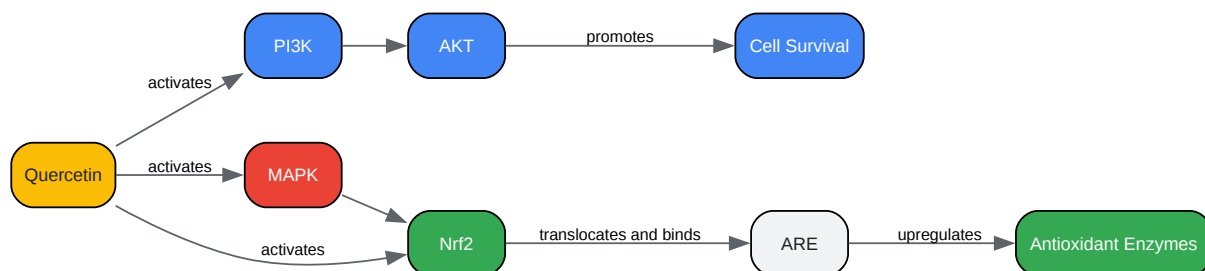 PI3K
AKT
promotes
Cell Survival
activates
Quercetin
activates
MAPK
activates
Nrf2
translocates and binds
ARE
upregulates
Antioxidant Enzymes